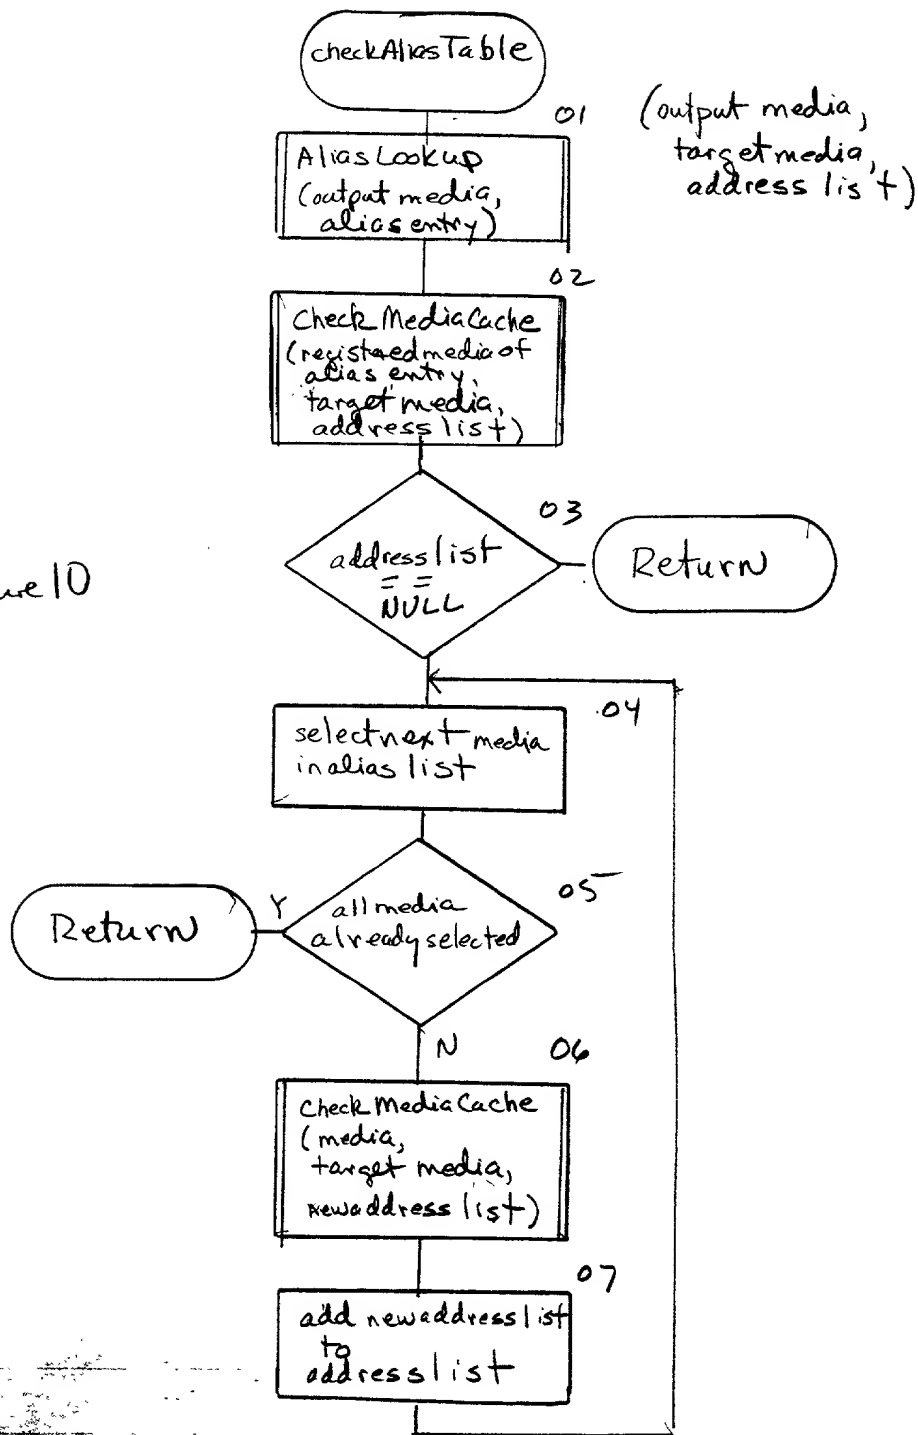 checkAliasTable
01
(output media,
target media,
address list)
AliasLookup
(output media,
alias entry)
02
Check MediaCache
(registered media of
alias entry,
target media,
address list)
03
address list
==
NULL
Return
ure 10
04
select next media
in alias list
05
all media
already selected
Y
Return
N
06
Check MediaCache
(media,
target media,
new address list)
07
add new address list
to
address list